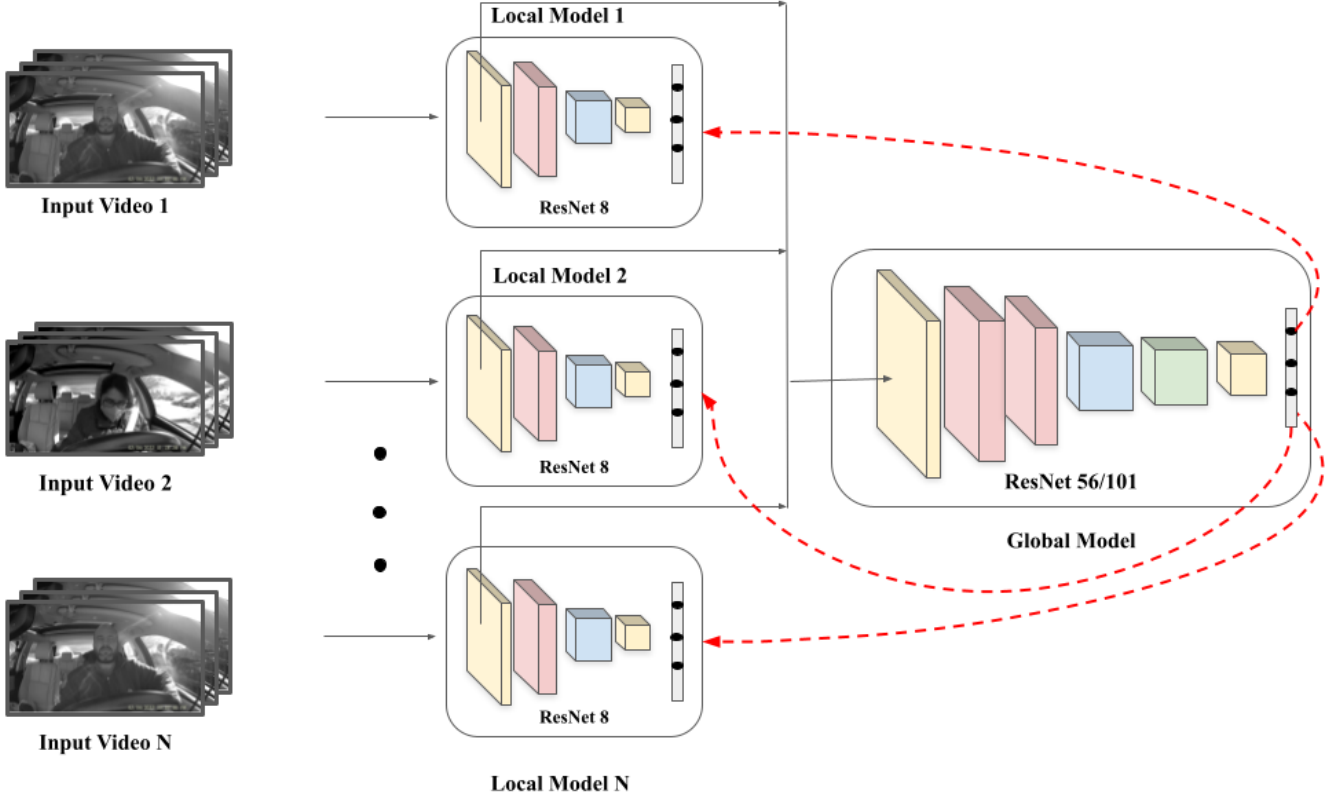 Local Model 1
ResNet 8
Input Video 1
Local Model 2
ResNet 8
Input Video 2
ResNet 56/101
Global Model
ResNet 8
Input Video N
Local Model N